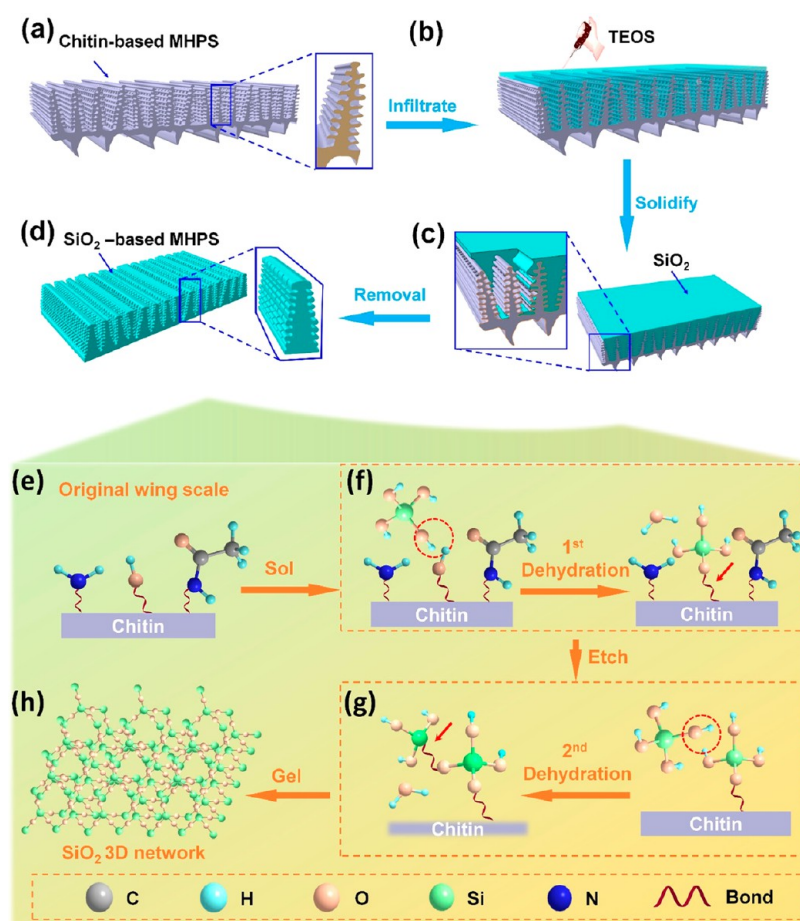 (a)
Chitin-based MHPS
Infiltrate
(b)
TEOS
Solidify
(c)
SiO2
Removal
(d)
SiO2 –based MHPS
(e)
Original wing scale
Chitin
Sol
(f)
Chitin
1st
Dehydration
Chitin
Etch
(g)
Chitin
2nd
Dehydration
Chitin
Gel
(h)
SiO2 3D network
C H O Si N Bond